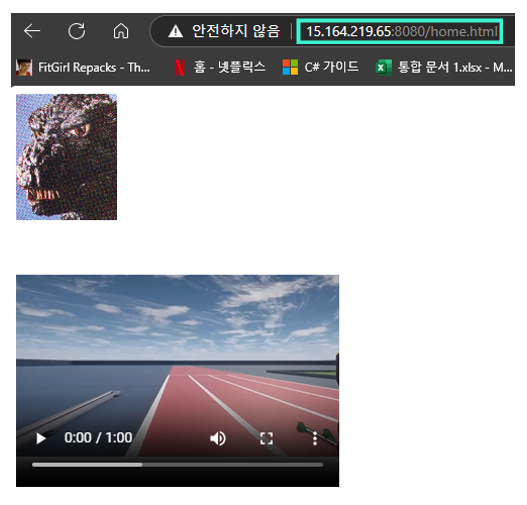 안전하지 않음 15.164.219.65:8080/home.html
FitGirl Repacks - Th... 홈 - 넷플릭스 C# 가이드 통합 문서 1.xlsx - M...
0:00 / 1:00